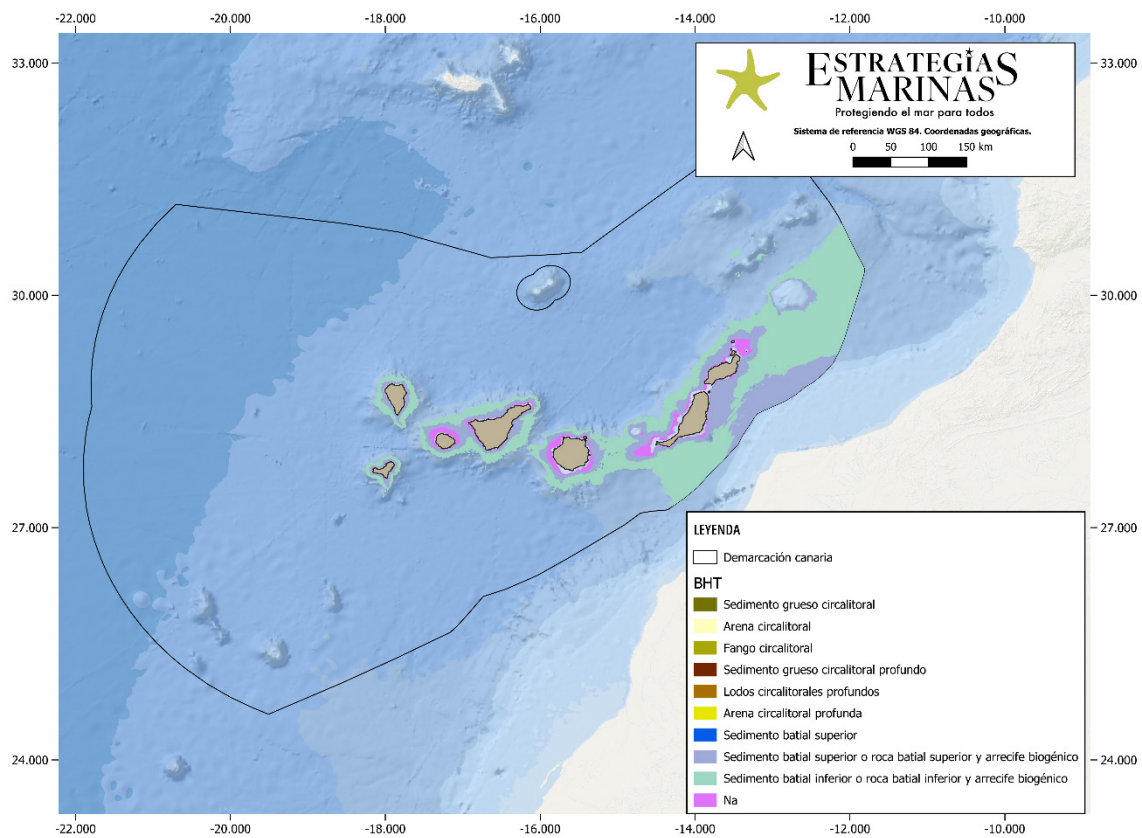 -22.000 -20.000 -18.000 -16.000 -14.000 -12.000 -10.000
33.000 33.000
ESTRATEGIAS
MARINAS
Protegiendo el mar para todos
Sistema de referencia WGS 84. Coordenadas geográficas.
0 50 100 150 km
30.000 30.000
27.000 27.000
LEYENDA
Demarcación canaria
BHT
Sedimento grueso circalitoral
Arena circalitoral
Fango circalitoral
Sedimento grueso circalitoral profundo
Lodos circalitorales profundos
Arena circalitoral profunda
Sedimento batial superior
Sedimento batial superior o roca batial superior y arrecife biogénico
Sedimento batial inferior o roca batial inferior y arrecife biogénico
Na
24.000 24.000
-22.000 -20.000 -18.000 -16.000 -14.000 -12.000 -10.000